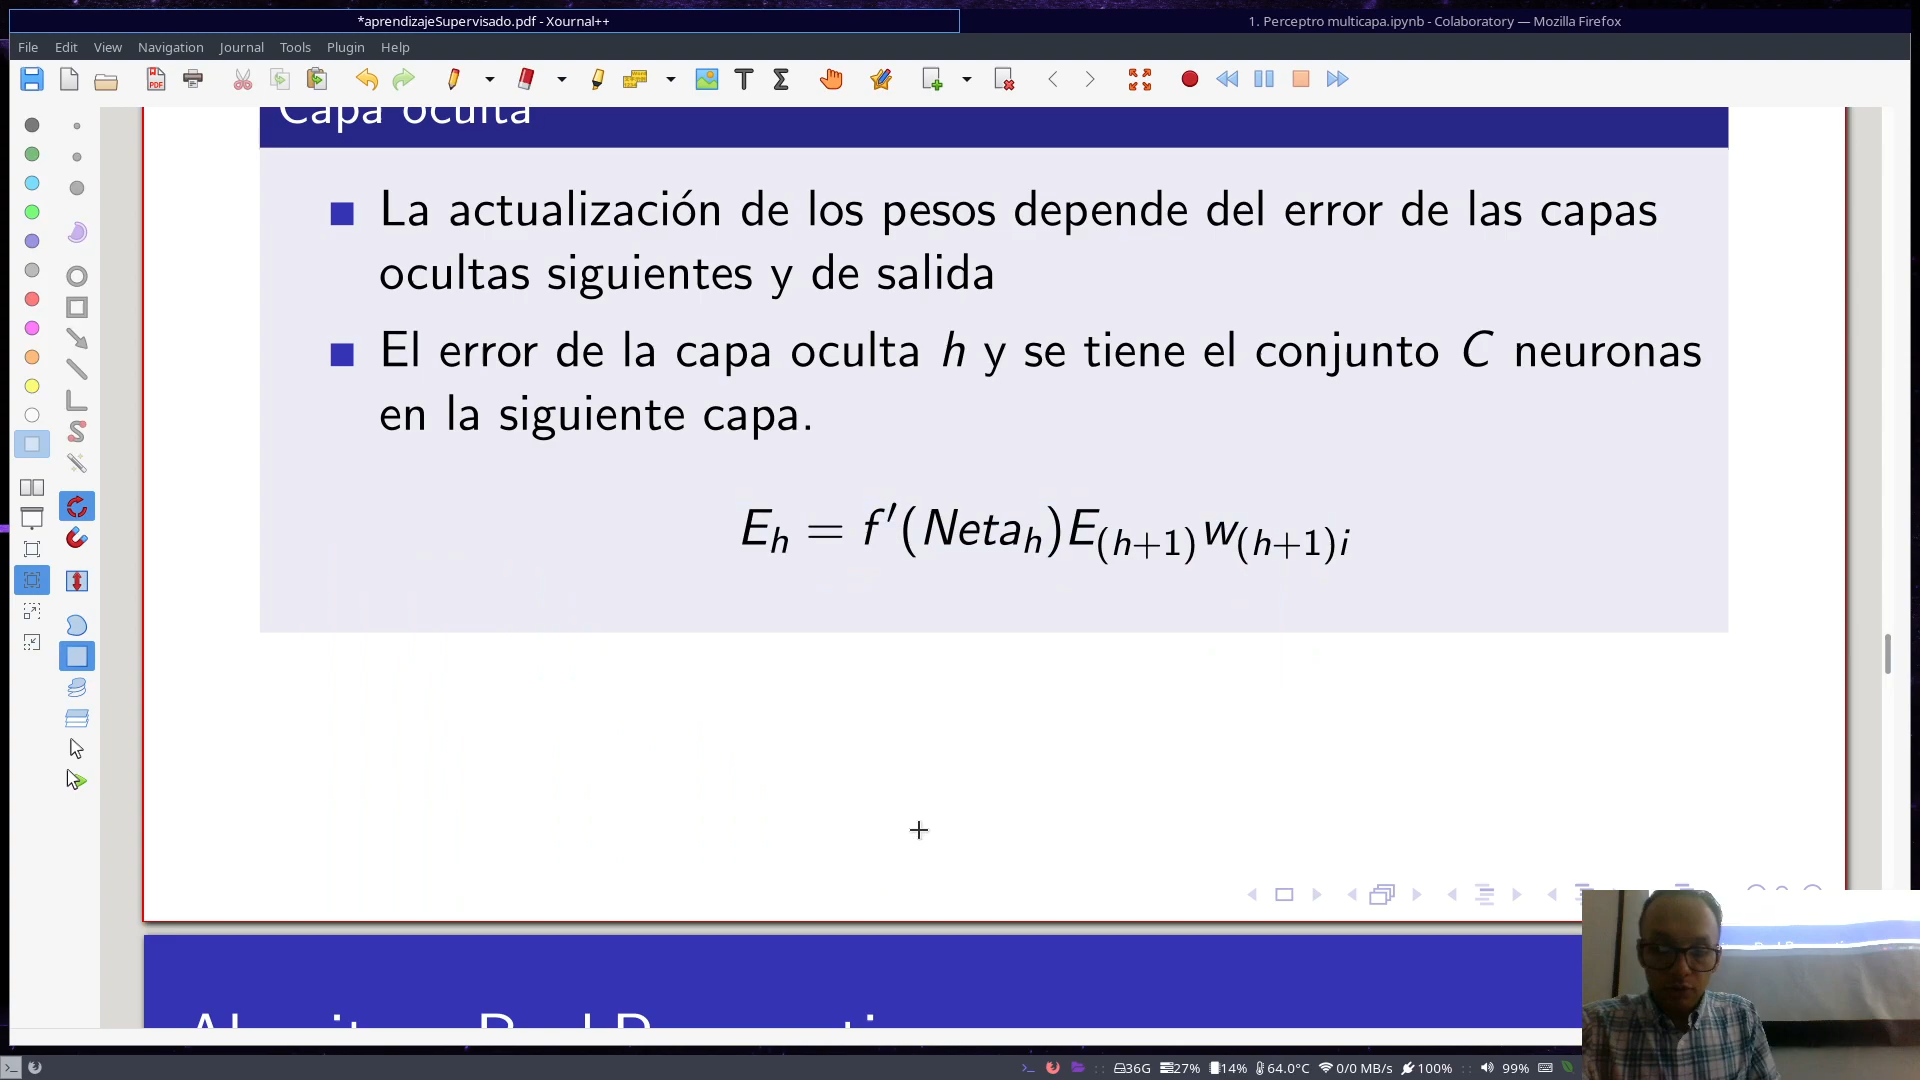 *aprendizajeSupervisado.pdf - Xournal++
1. Perceptro multicapa.ipynb - Colaboratory — Mozilla Firefox
File Edit View Navigation Journal Tools Plugin Help
Capa oculta
La actualización de los pesos depende del error de las capas
ocultas siguientes y de salida
El error de la capa oculta h y se tiene el conjunto C neuronas
en la siguiente capa.
E_h = f′(Neta_h)E_(h+1)w_((h+1)i
36G 27% 14% 64.0°C 0/0 MB/s 100% 99%